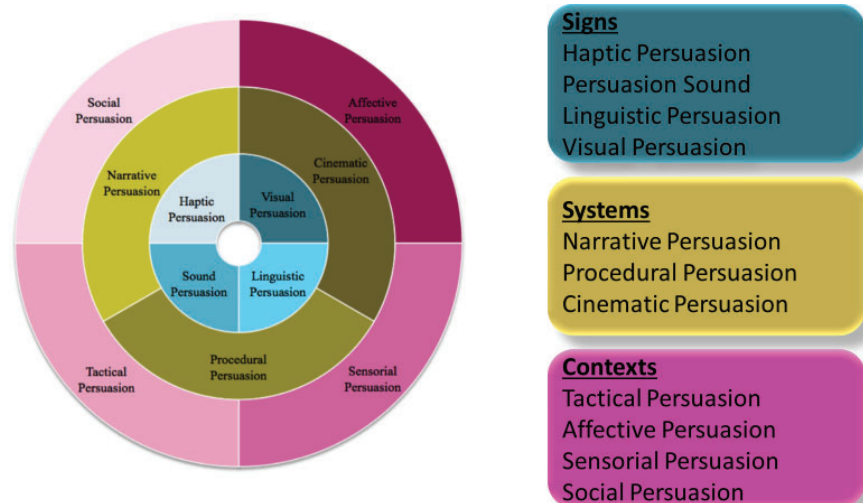 Social
Persuasion
Affective
Persuasion
Narrative
Persuasion
Cinematic
Persuasion
Haptic
Persuasion
Visual
Persuasion
Sound
Persuasion
Linguistic
Persuasion
Procedural
Persuasion
Tactical
Persuasion
Sensorial
Persuasion
Signs
Haptic Persuasion
Persuasion Sound
Linguistic Persuasion
Visual Persuasion
Systems
Narrative Persuasion
Procedural Persuasion
Cinematic Persuasion
Contexts
Tactical Persuasion
Affective Persuasion
Sensorial Persuasion
Social Persuasion